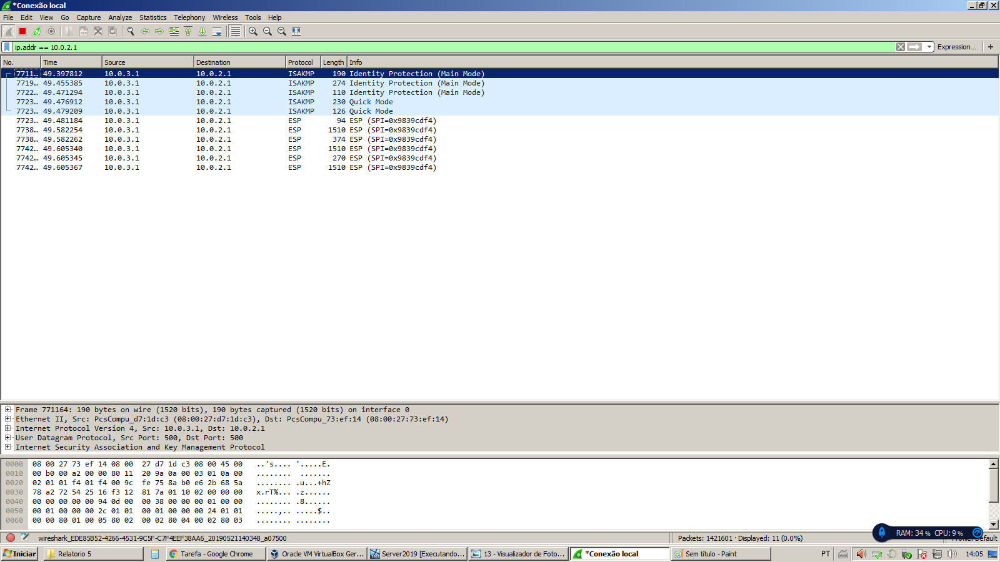 *Conexão local
File Edit View Go Capture Analyze Statistics Telephony Wireless Tools Help
ip.addr == 10.0.2.1 Expression... +
No. Time Source Destination Protocol Length Info
7711… 49.397812 10.0.3.1 10.0.2.1 ISAKMP 190 Identity Protection (Main Mode)
7719… 49.455385 10.0.3.1 10.0.2.1 ISAKMP 274 Identity Protection (Main Mode)
7722… 49.471294 10.0.3.1 10.0.2.1 ISAKMP 110 Identity Protection (Main Mode)
7723… 49.476912 10.0.3.1 10.0.2.1 ISAKMP 230 Quick Mode
7723… 49.479209 10.0.3.1 10.0.2.1 ISAKMP 126 Quick Mode
7723… 49.481184 10.0.3.1 10.0.2.1 ESP 94 ESP (SPI=0x9839cdf4)
7738… 49.582254 10.0.3.1 10.0.2.1 ESP 1510 ESP (SPI=0x9839cdf4)
7738… 49.582262 10.0.3.1 10.0.2.1 ESP 374 ESP (SPI=0x9839cdf4)
7742… 49.605340 10.0.3.1 10.0.2.1 ESP 1510 ESP (SPI=0x9839cdf4)
7742… 49.605345 10.0.3.1 10.0.2.1 ESP 270 ESP (SPI=0x9839cdf4)
7742… 49.605367 10.0.3.1 10.0.2.1 ESP 1510 ESP (SPI=0x9839cdf4)
Frame 771164: 190 bytes on wire (1520 bits), 190 bytes captured (1520 bits) on interface 0
Ethernet II, Src: PcsCompu_d7:1d:c3 (08:00:27:d7:1d:c3), Dst: PcsCompu_73:ef:14 (08:00:27:73:ef:14)
Internet Protocol Version 4, Src: 10.0.3.1, Dst: 10.0.2.1
User Datagram Protocol, Src Port: 500, Dst Port: 500
Internet Security Association and Key Management Protocol
0000 08 00 27 73 ef 14 08 00 27 d7 1d c3 08 00 45 00 ..'s.... '.....E.
0010 00 b0 00 a2 00 00 80 11 20 9a 0a 00 03 01 0a 00 ........ .......
0020 02 01 01 f4 01 f4 00 9c fe 75 8a b0 e6 2b 68 5a ........ .u...+hZ
0030 78 a2 72 54 25 16 f3 12 81 7a 01 10 02 00 00 00 x.rT%... .z......
0040 00 00 00 00 00 94 0d 00 00 38 00 00 00 01 00 00 ........ .8......
0050 00 01 00 00 00 2c 01 01 00 01 00 00 00 24 01 01 .....,.. .....$..
0060 00 00 80 01 00 05 80 02 00 02 80 04 00 02 80 03 ........ ........
wireshark_EDE85B52-4266-4531-9C5F-C7F4EEF38AA6_20190521140348_a07500 Packets: 1421601 · Displayed: 11 (0.0%) RAM: 34% CPU: 9% Default
Iniciar Relatorio 5 Tarefa - Google Chrome Oracle VM VirtualBox Ger... Server2019 [Executando... 13 - Visualizador de Foto... *Conexão local Sem título - Paint PT 14:05